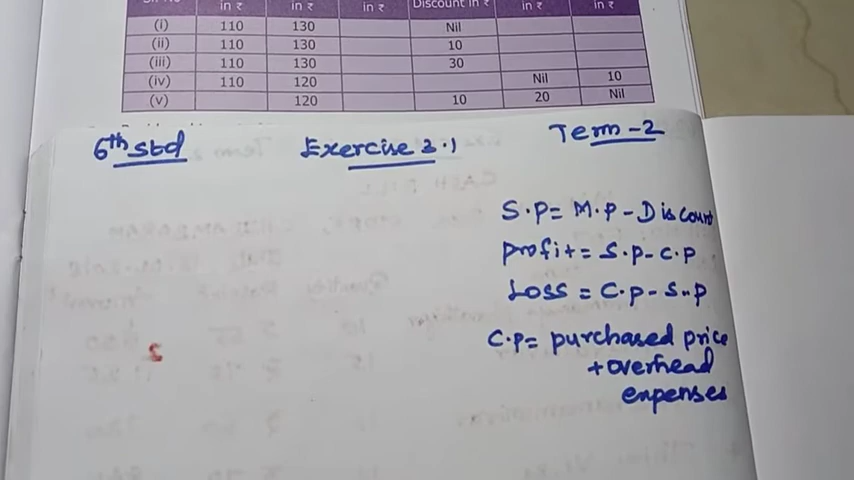 in ₹ in ₹ in ₹ Discount in ₹ in ₹ in ₹
(i) 110 130 Nil
(ii) 110 130 10
(iii) 110 130 30
(iv) 110 120 Nil 10
(v) 120 10 20 Nil
6th Std Exercise 3.1 Term-2
S.P= M.P-Discount
profit= S.P- C.P
Loss = C.p- S.p
C.P= purchased price
+overhead
expenses